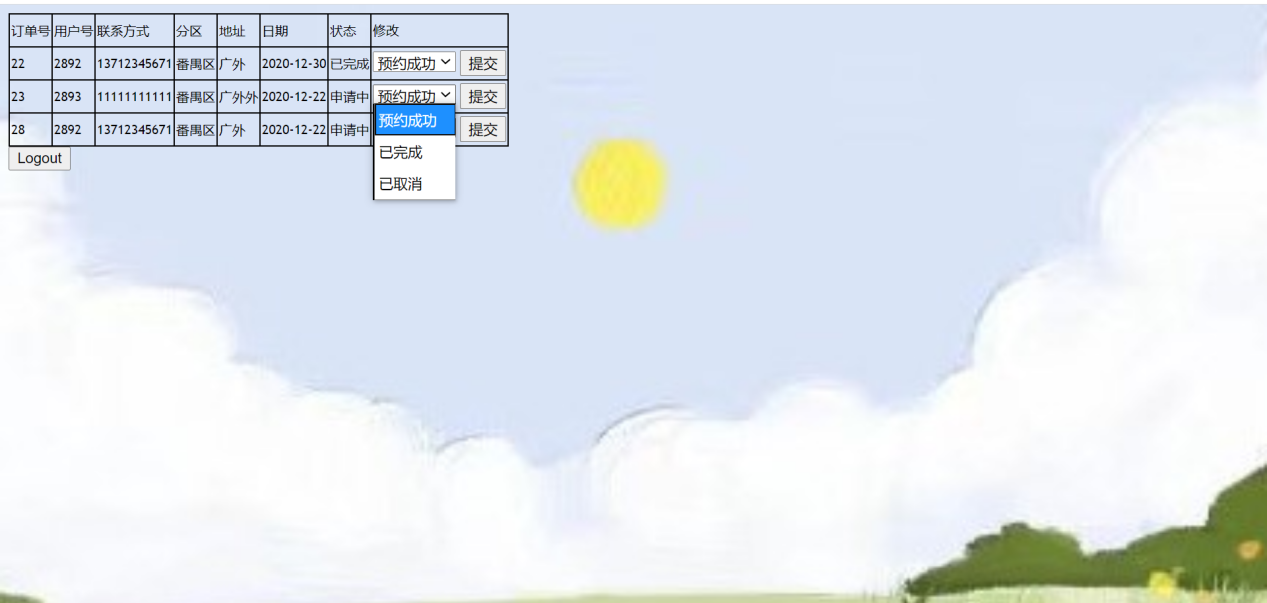 订单号 用户号 联系方式 分区 地址 日期 状态 修改
22 2892 13712345671 番禺区 广外 2020-12-30 已完成 预约成功 提交
23 2893 11111111111 番禺区 广外外 2020-12-22 申请中 预约成功 提交
28 2892 13712345671 番禺区 广外 2020-12-22 申请中 提交
预约成功
已完成
已取消
Logout